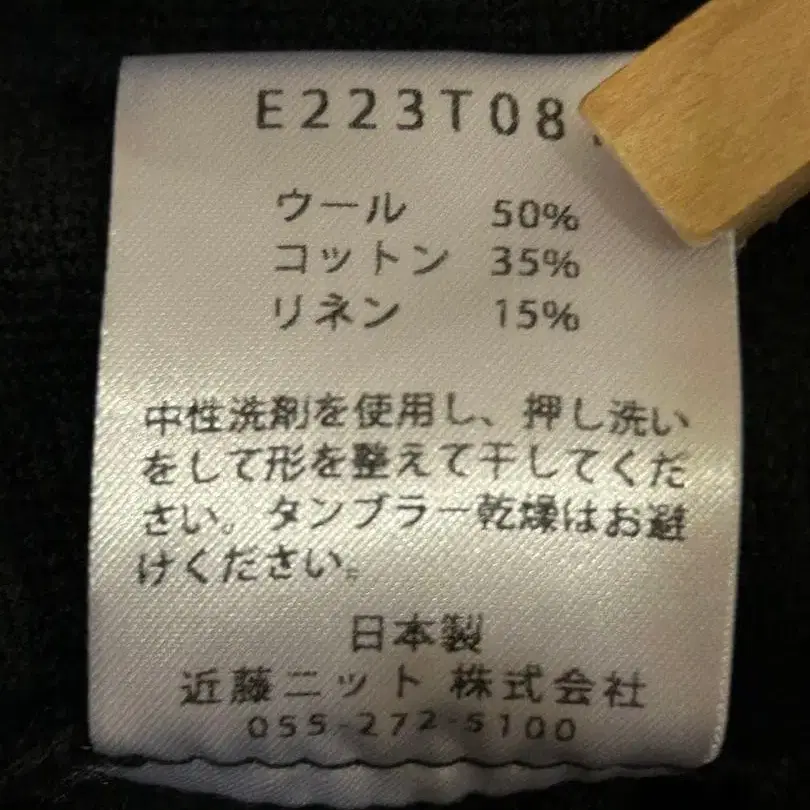 E223T08
ウール 50%
コットン 35%
リネン 15%
中性洗剤を使用し、押し洗い
をして形を整えて干してくだ
さい。タンブラー乾燥はお避
けください。
日本製
近藤ニット 株式会社
055-272-5100